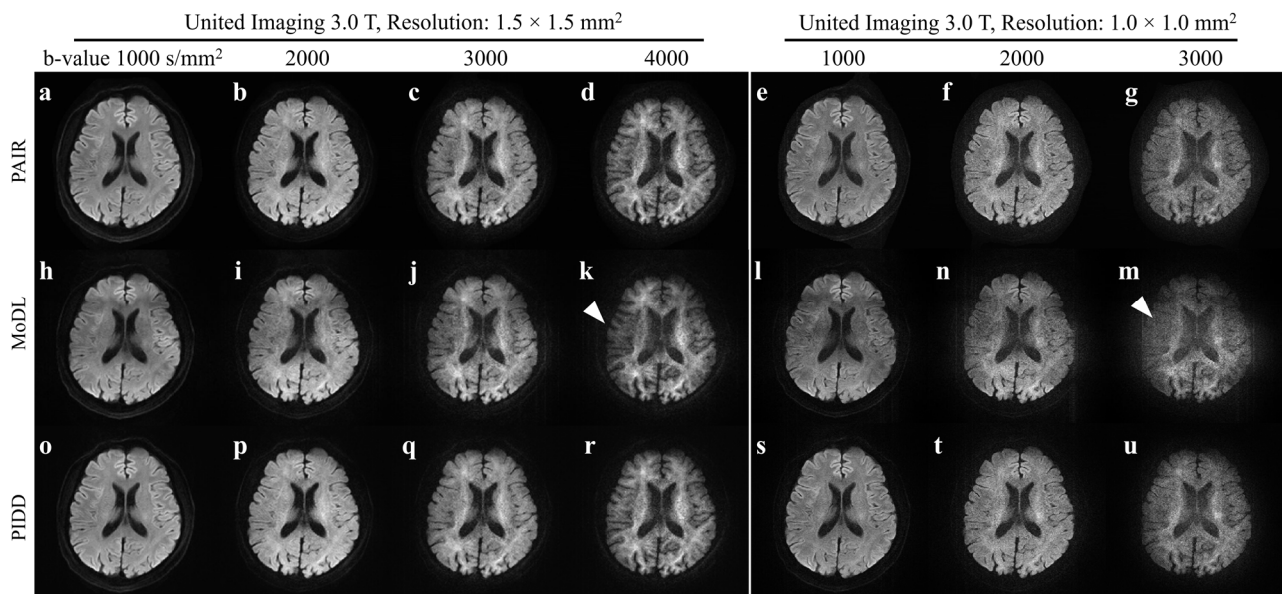 United Imaging 3.0 T, Resolution: 1.5 × 1.5 mm²
United Imaging 3.0 T, Resolution: 1.0 × 1.0 mm²
b-value 1000 s/mm² 2000 3000 4000 1000 2000 3000
PAIR a b c d e f g
MoDL h i j k l n m
PIDD o p q r s t u